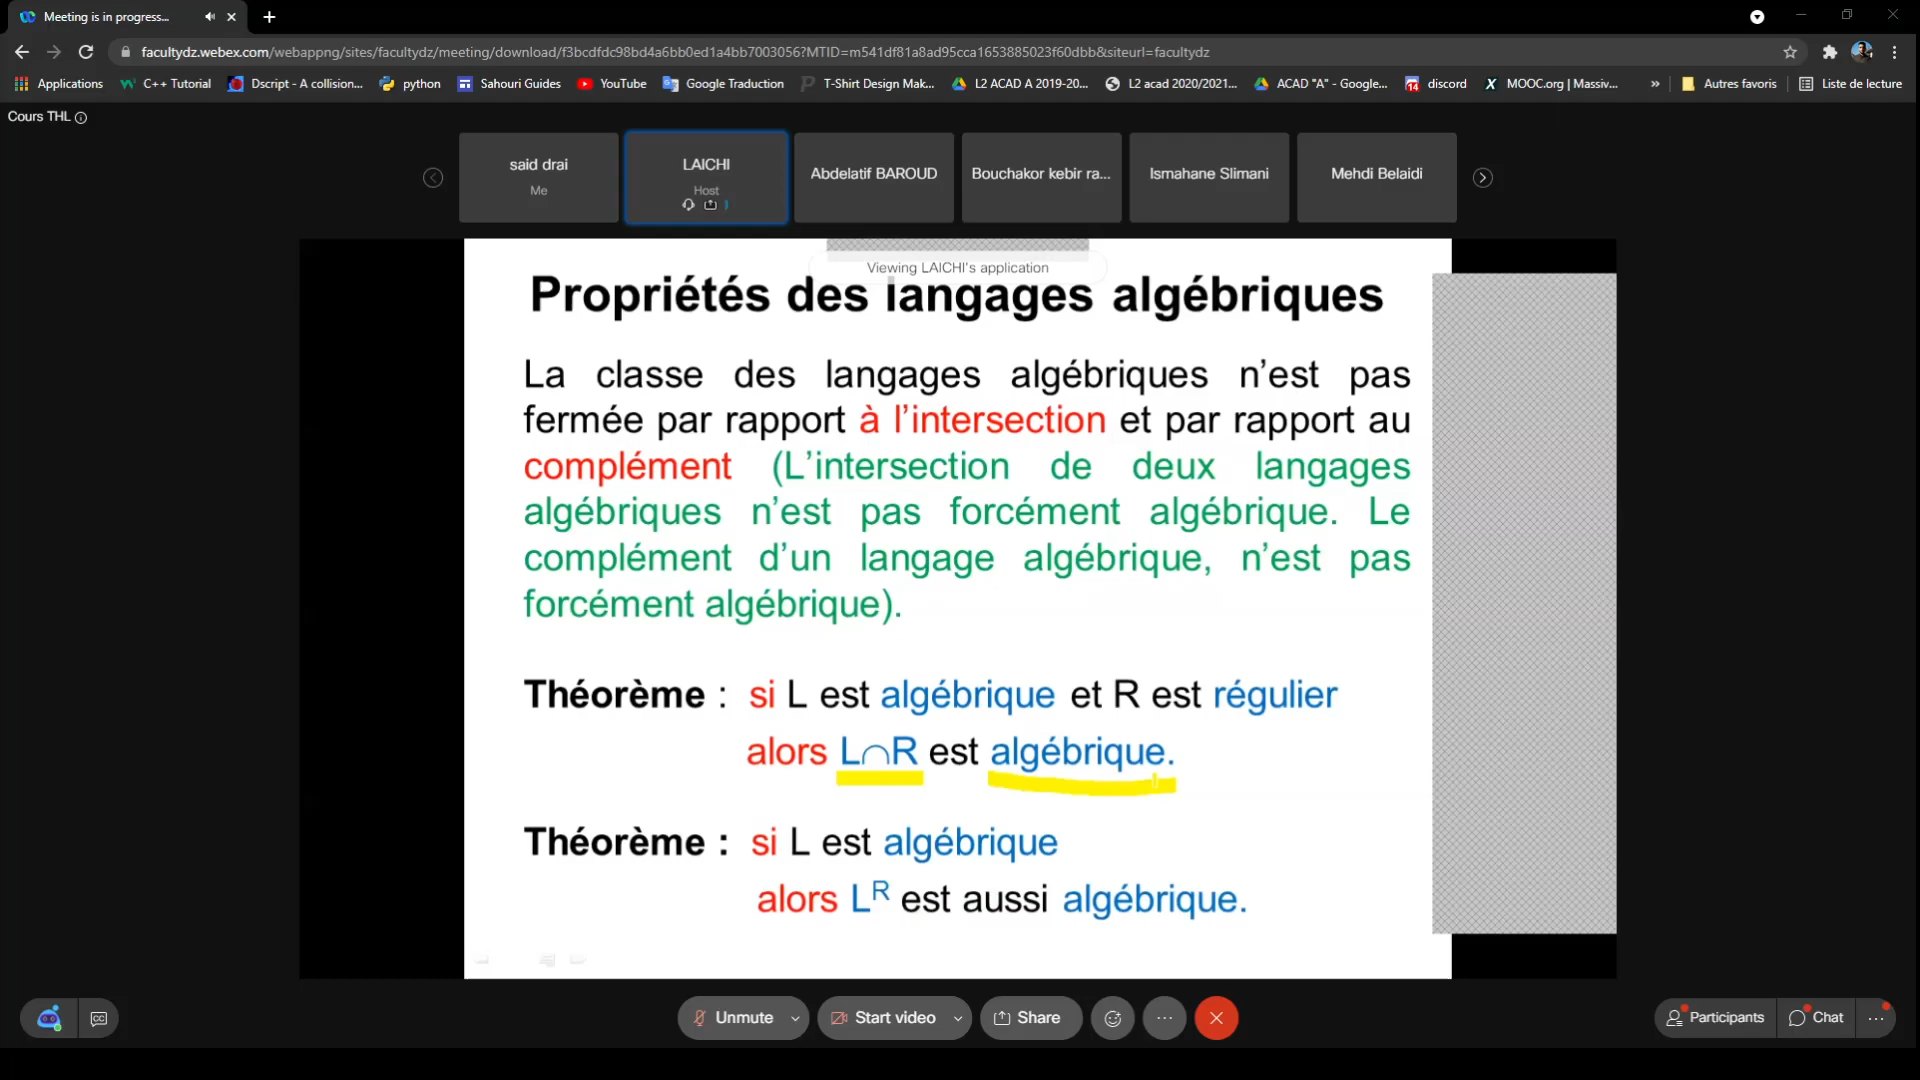 Meeting is in progress...
facultydz.webex.com/webappng/sites/facultydz/meeting/download/f3bcdfdc98bd4a6bb0ed1a4bb7003056?MTID=m541df81a8ad95cca1653885023f60dbb&siteurl=facultydz
Applications C++ Tutorial Dscript - A collision... python Sahouri Guides YouTube Google Traduction T-Shirt Design Mak... L2 ACAD A 2019-20... L2 acad 2020/2021... ACAD "A" - Google... 14 discord MOOC.org | Massiv... » Autres favoris Liste de lecture
Cours THL
said drai
Me
LAICHI
Host
Abdelatif BAROUD
Bouchakor kebir ra...
Ismahane Slimani
Mehdi Belaidi
Viewing LAICHI's application
Propriétés des langages algébriques
La classe des langages algébriques n’est pas
fermée par rapport à l’intersection et par rapport au
complément (L’intersection de deux langages
algébriques n’est pas forcément algébrique. Le
complément d’un langage algébrique, n’est pas
forcément algébrique).
Théorème : si L est algébrique et R est régulier
alors L∩R est algébrique.
Théorème : si L est algébrique
alors Lᴿ est aussi algébrique.
CC Unmute Start video Share ... Participants Chat ...